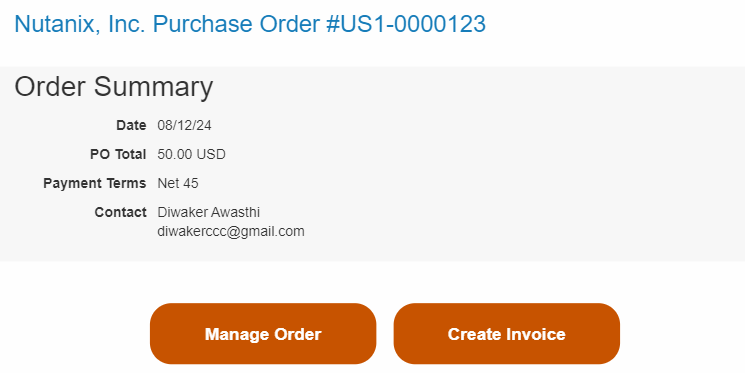 Nutanix, Inc. Purchase Order #US1-0000123
Order Summary
Date 08/12/24
PO Total 50.00 USD
Payment Terms Net 45
Contact Diwaker Awasthi
diwakerccc@gmail.com
Manage Order Create Invoice